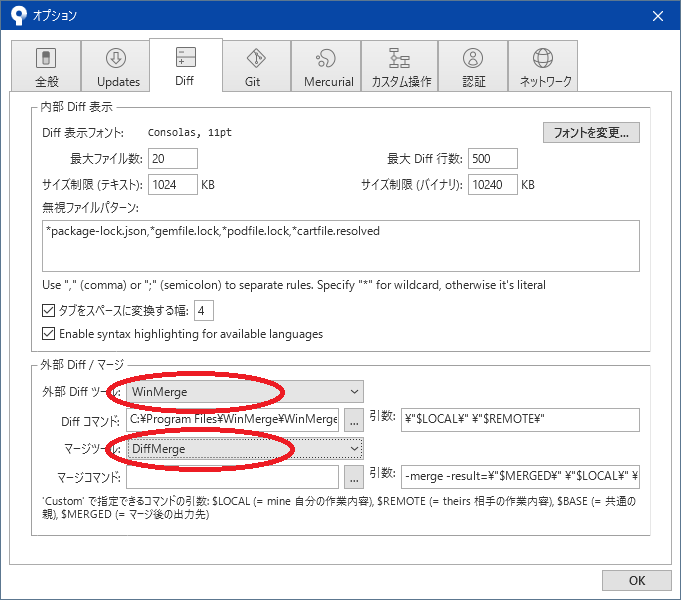 オプション
全般 Updates Diff Git Mercurial カスタム操作 認証 ネットワーク
内部 Diff 表示
Diff 表示フォント: Consolas, 11pt フォントを変更...
最大ファイル数: 20 最大 Diff 行数: 500
サイズ制限 (テキスト): 1024 KB サイズ制限 (バイナリ): 10240 KB
無視ファイルパターン:
*package-lock.json,*gemfile.lock,*podfile.lock,*cartfile.resolved
Use "," (comma) or ";" (semicolon) to separate rules. Specify "*" for wildcard, otherwise it's literal
タブをスペースに変換する幅: 4
Enable syntax highlighting for available languages
外部 Diff / マージ
外部 Diff ツール: WinMerge
Diff コマンド: C:¥Program Files¥WinMerge¥WinMerge ... 引数: ¥"$LOCAL¥" ¥"$REMOTE¥"
マージツール: DiffMerge
マージコマンド: ... 引数: -merge -result=¥"$MERGED¥" ¥"$LOCAL¥" ¥
'Custom' で指定できるコマンドの引数: $LOCAL (= mine 自分の作業内容), $REMOTE (= theirs 相手の作業内容), $BASE (= 共通の
親), $MERGED (= マージ後の出力先)
OK